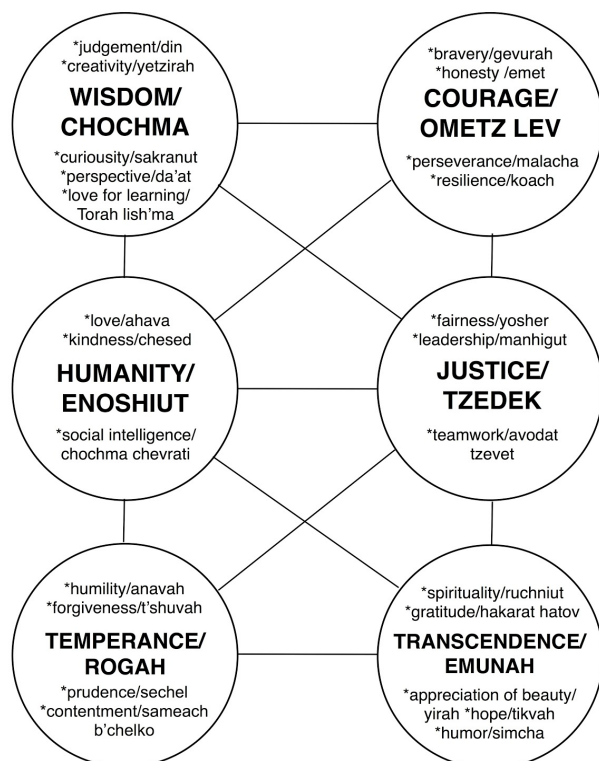 *judgement/din
*creativity/yetzirah
WISDOM/
CHOCHMA
*curiousity/sakranut
*perspective/da'at
*love for learning/
Torah lish'ma
*bravery/gevurah
*honesty /emet
COURAGE/
OMETZ LEV
*perseverance/malacha
*resilience/koach
*love/ahava
*kindness/chesed
HUMANITY/
ENOSHIUT
*social intelligence/
chochma chevrati
*fairness/yosher
*leadership/manhigut
JUSTICE/
TZEDEK
*teamwork/avodat
tzevet
*humility/anavah
*forgiveness/t'shuvah
TEMPERANCE/
ROGAH
*prudence/sechel
*contentment/sameach
b'chelko
*spirituality/ruchniut
*gratitude/hakarat hatov
TRANSCENDENCE/
EMUNAH
*appreciation of beauty/
yirah *hope/tikvah
*humor/simcha